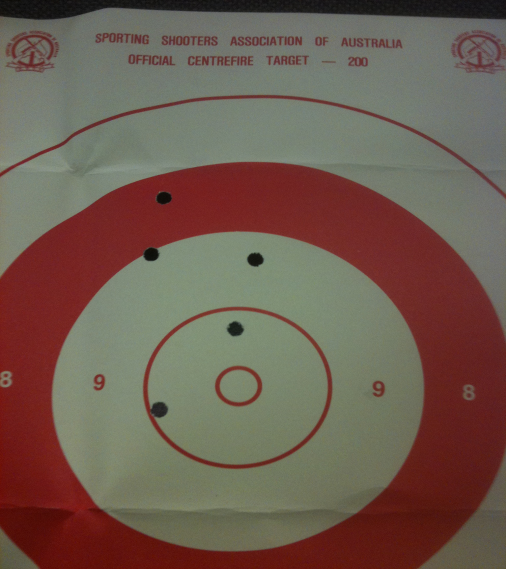 SPORTING SHOOTERS ASSOCIATION OF AUSTRALIA
OFFICIAL CENTREFIRE TARGET — 200
8 9 9 8